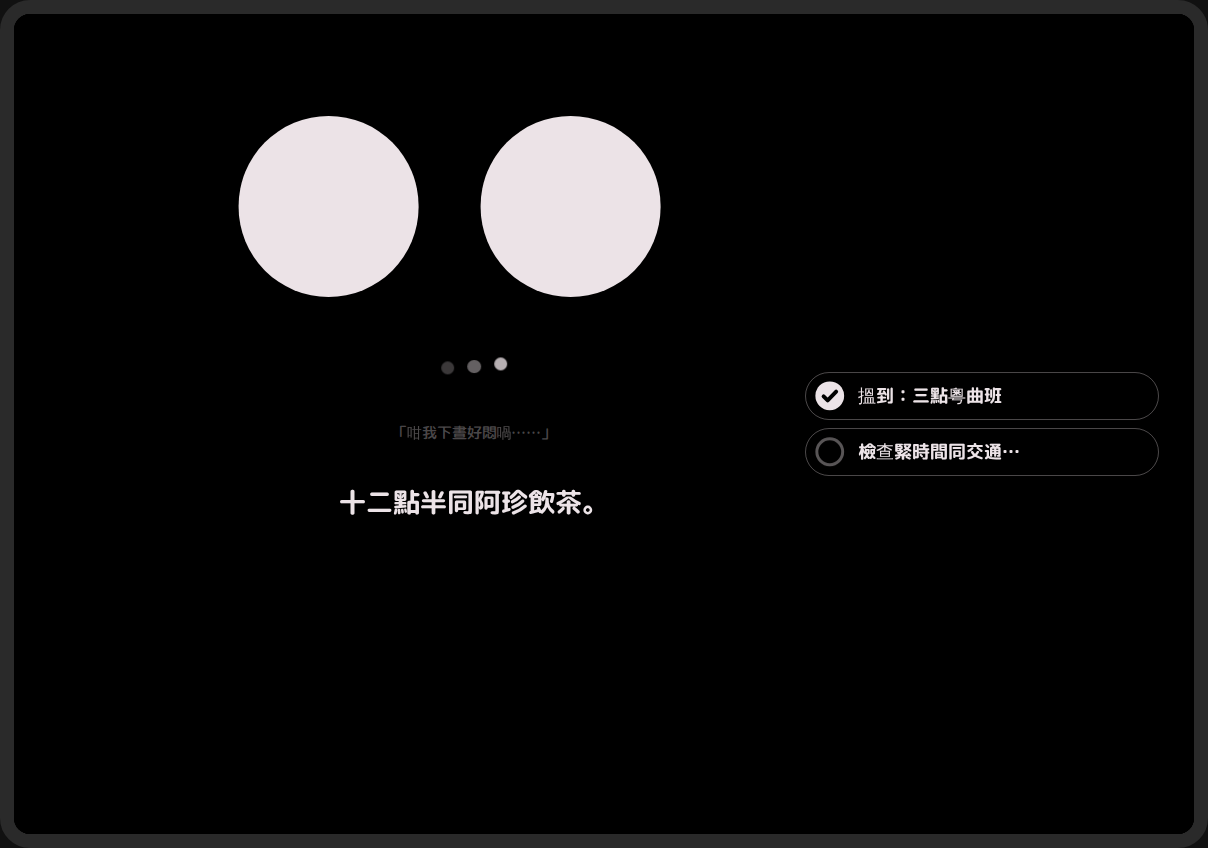 「咁我下晝好悶喎⋯⋯」
十二點半同阿珍飲茶。
搵到：三點粵曲班
檢查緊時間同交通⋯